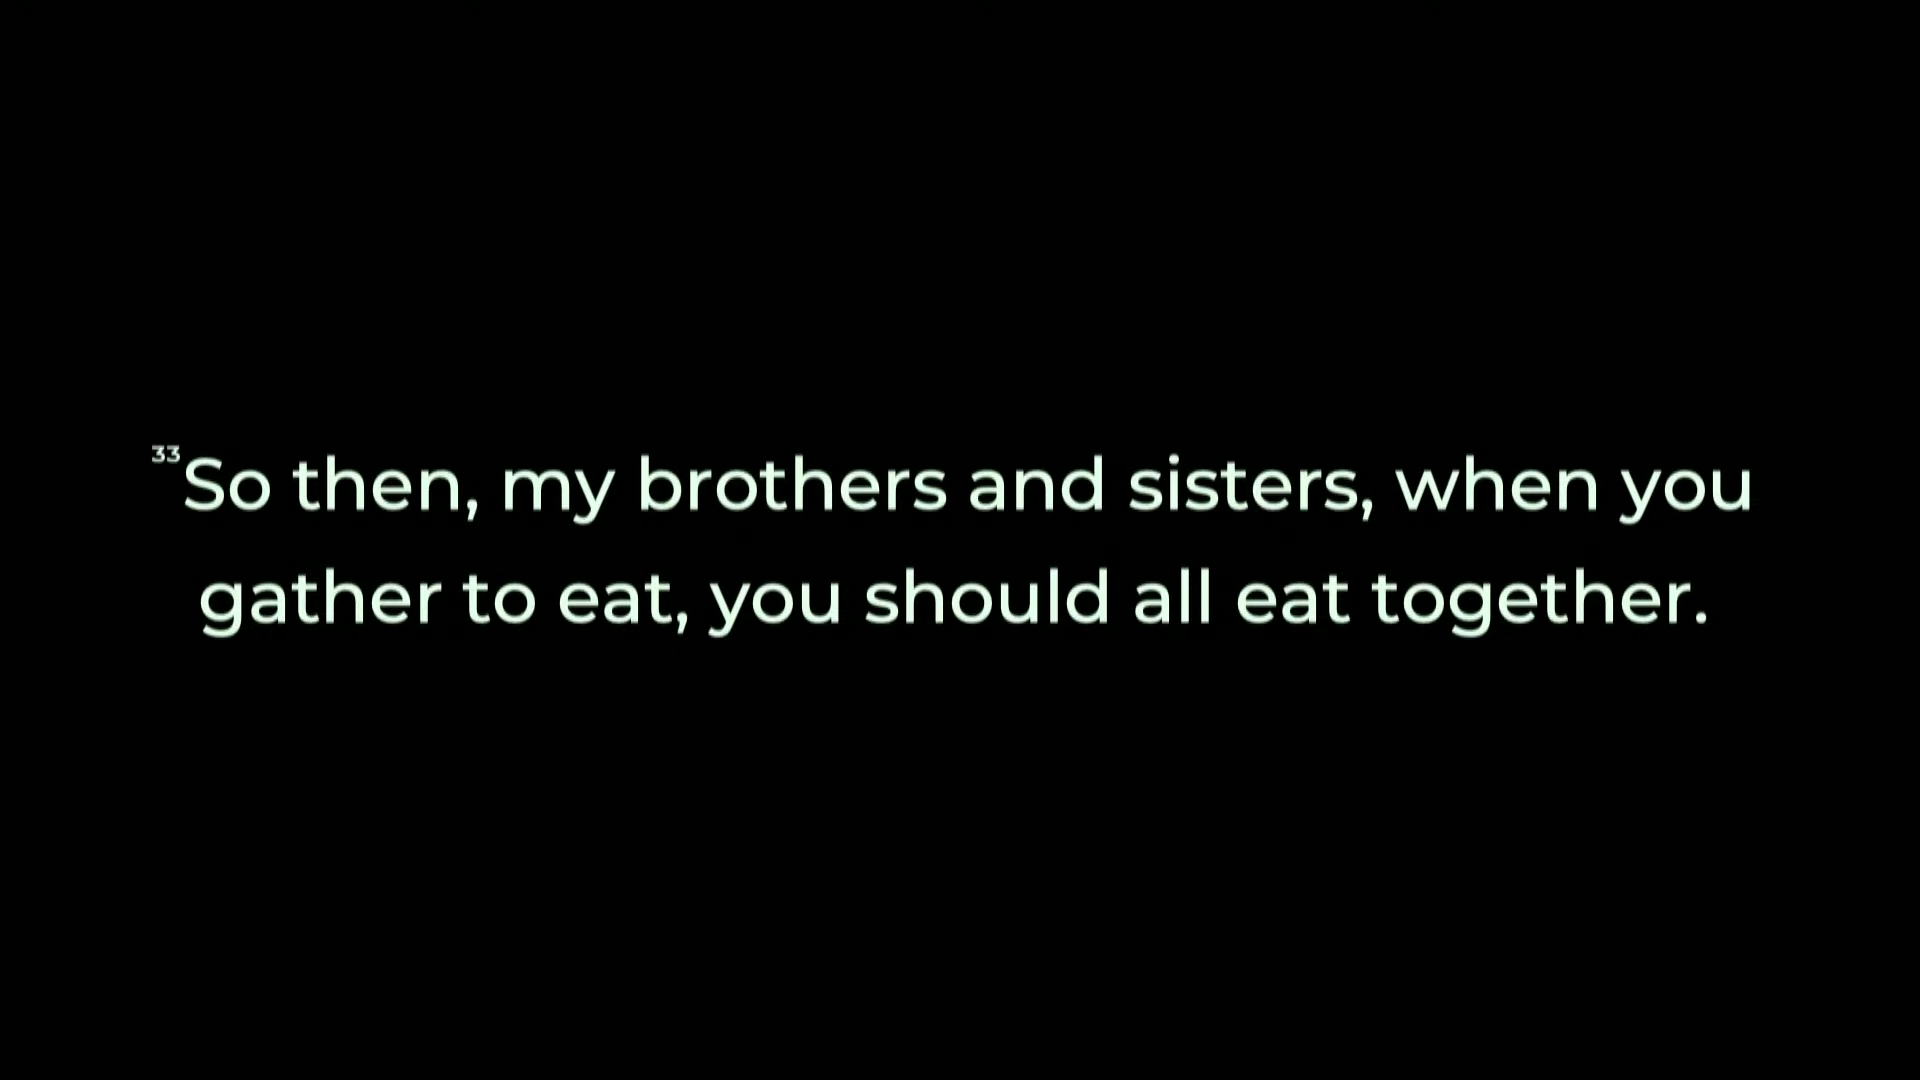 33So then, my brothers and sisters, when you
gather to eat, you should all eat together.